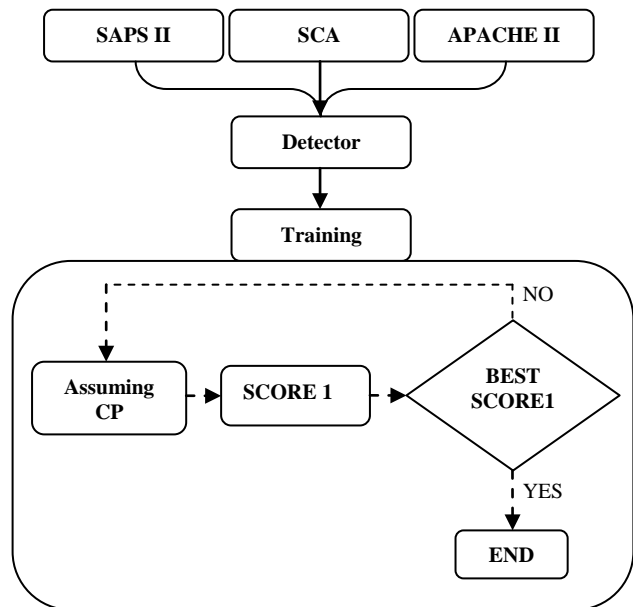 SAPS II
SCA
APACHE II
Detector
Training
NO
Assuming
CP
SCORE 1
BEST
SCORE1
YES
END